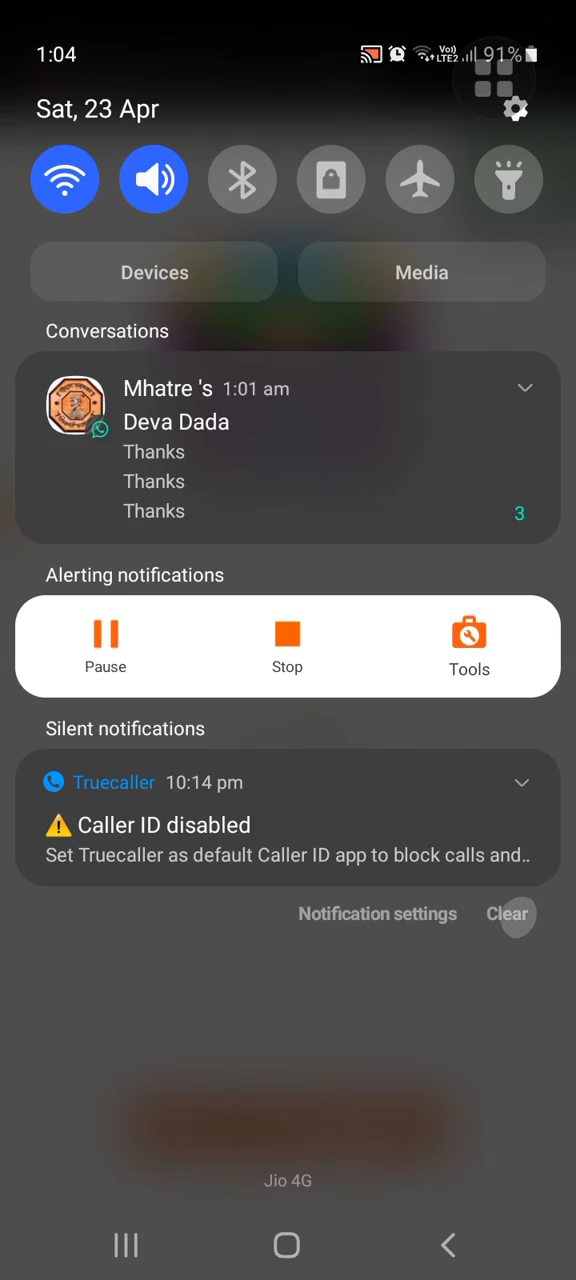 1:04
Vo)) LTE2
91%
Sat, 23 Apr
Devices
Media
Conversations
Mhatre 's 1:01 am
Deva Dada
Thanks
Thanks
Thanks
3
Alerting notifications
Pause
Stop
Tools
Silent notifications
Truecaller 10:14 pm
Caller ID disabled
Set Truecaller as default Caller ID app to block calls and..
Notification settings
Clear
Jio 4G